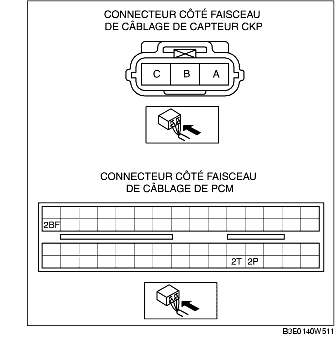 CONNECTEUR CÔTÉ FAISCEAU
DE CÂBLAGE DE CAPTEUR CKP
C B A
CONNECTEUR CÔTÉ FAISCEAU
DE CÂBLAGE DE PCM
2BF
2T 2P
B3E0140W511